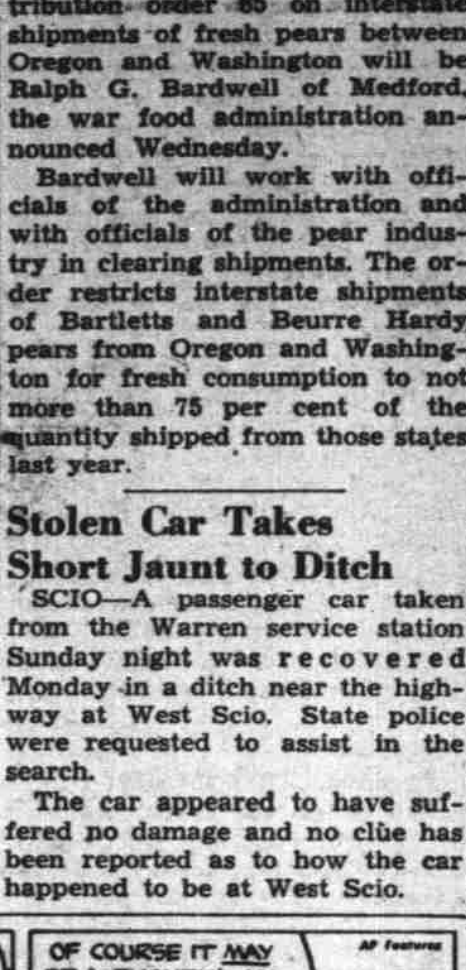 tribution order 85 on interstate
shipments of fresh pears between
Oregon and Washington will be
Ralph G. Bardwell of Medford,
the war food administration an-
nounced Wednesday.
Bardwell will work with offi-
cials of the administration and
with officials of the pear indus-
try in clearing shipments. The or-
der restricts interstate shipments
of Bartletts and Beurre Hardy
pears from Oregon and Washing-
ton for fresh consumption to not
more than 75 per cent of the
quantity shipped from those states
last year.
Stolen Car Takes
Short Jaunt to Ditch
SCIO—A passenger car taken
from the Warren service station
Sunday night was recovered
Monday in a ditch near the high-
way at West Scio. State police
were requested to assist in the
search.
The car appeared to have suf-
fered no damage and no clue has
been reported as to how the car
happened to be at West Scio.
OF COURSE IT MAY
AP Features